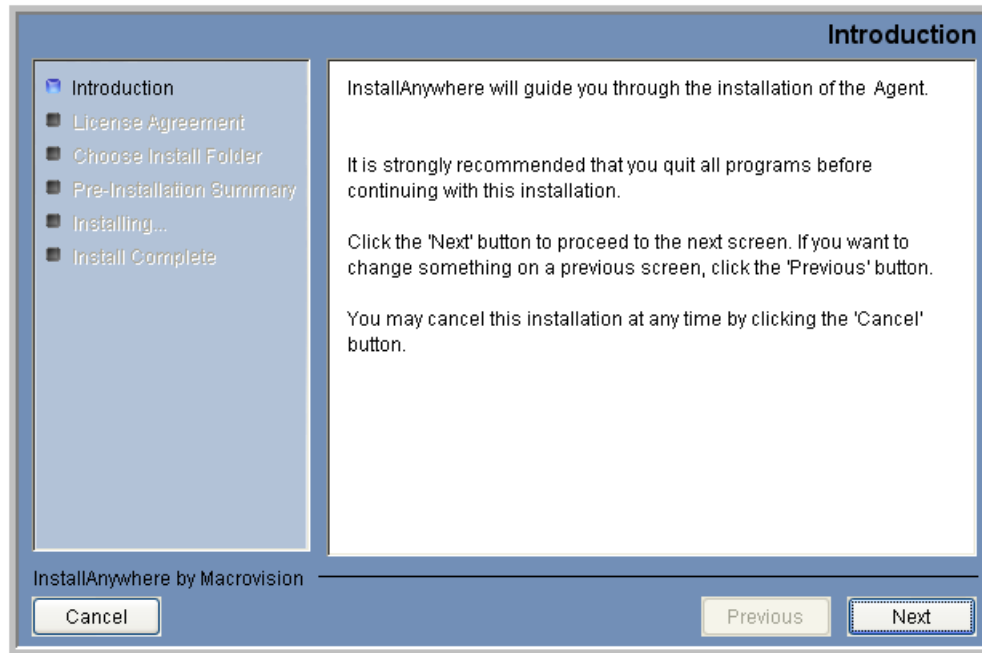 Introduction
Introduction
License Agreement
Choose Install Folder
Pre-Installation Summary
Installing...
Install Complete
InstallAnywhere will guide you through the installation of the Agent.
It is strongly recommended that you quit all programs before
continuing with this installation.
Click the 'Next' button to proceed to the next screen. If you want to
change something on a previous screen, click the 'Previous' button.
You may cancel this installation at any time by clicking the 'Cancel'
button.
InstallAnywhere by Macrovision
Cancel
Previous
Next